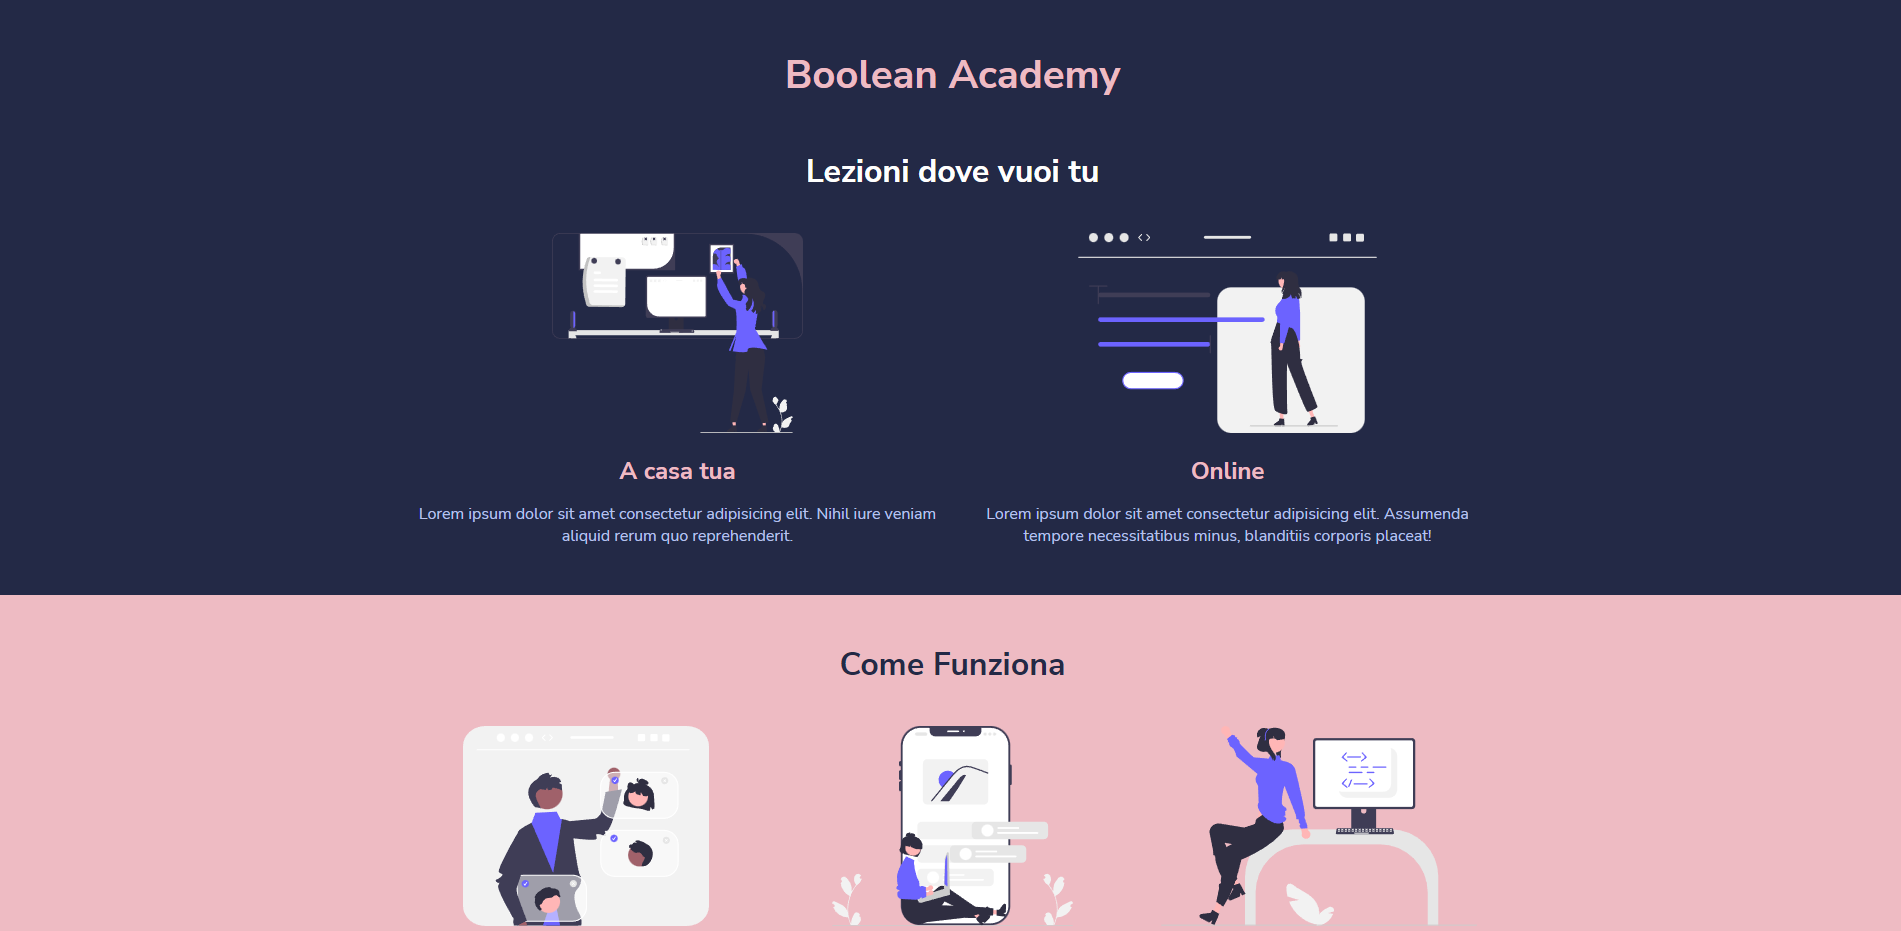 Boolean Academy
Lezioni dove vuoi tu
A casa tua
Lorem ipsum dolor sit amet consectetur adipisicing elit. Nihil iure veniam
aliquid rerum quo reprehenderit.
Online
Lorem ipsum dolor sit amet consectetur adipisicing elit. Assumenda
tempore necessitatibus minus, blanditiis corporis placeat!
Come Funziona